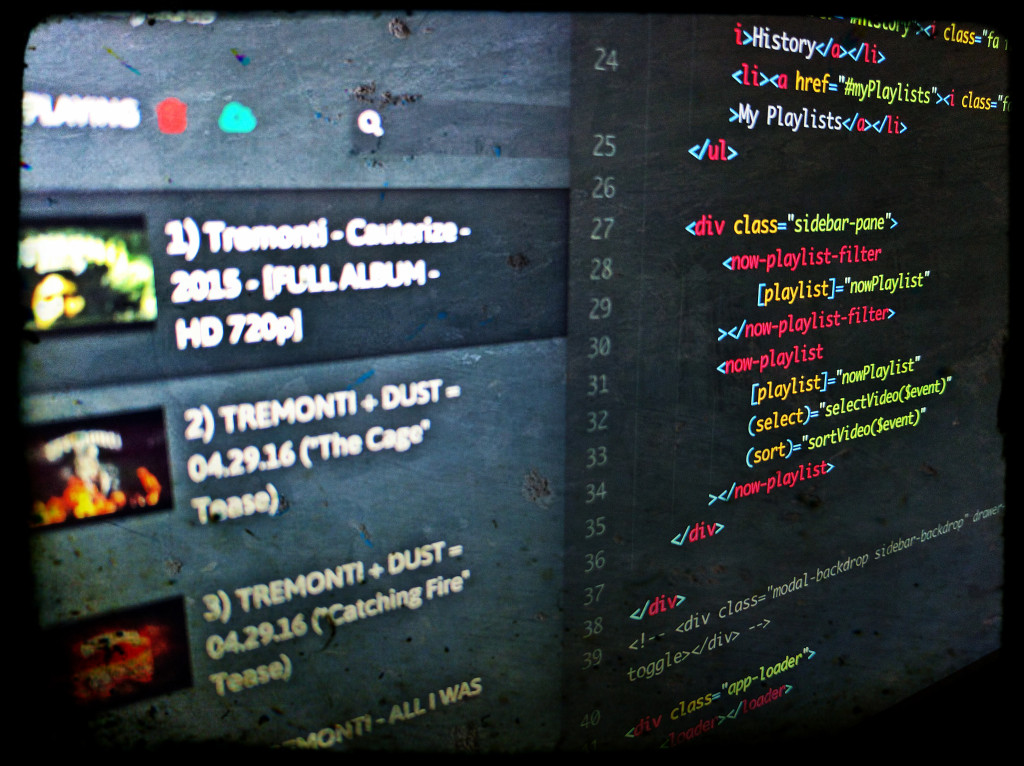 PLAYING
1) Tremonti - Cauterize -
2015 - [FULL ALBUM -
HD 720p]
2) TREMONTI + DUST =
04.29.16 ("The Cage"
Tease)
3) TREMONTI + DUST =
04.29.16 ("Catching Fire"
Tease)
TREMONTI - ALL I WAS
"#history"><i class="fa
24 i>History</a></li>
<li><a href="#myPlaylists"><i class="f
>My Playlists</a></li>
25 </ul>
26
27 <div class="sidebar-pane">
28 <now-playlist-filter
29 [playlist]="nowPlaylist"
30 ></now-playlist-filter>
31 <now-playlist
32 [playlist]="nowPlaylist"
33 (select)="selectVideo($event)"
34 (sort)="sortVideo($event)"
35 ></now-playlist>
36 </div>
37
38 </div>
39 <!-- <div class="modal-backdrop sidebar-backdrop" drawer-
toggle></div> -->
40 <div class="app-loader">
<loader></loader>